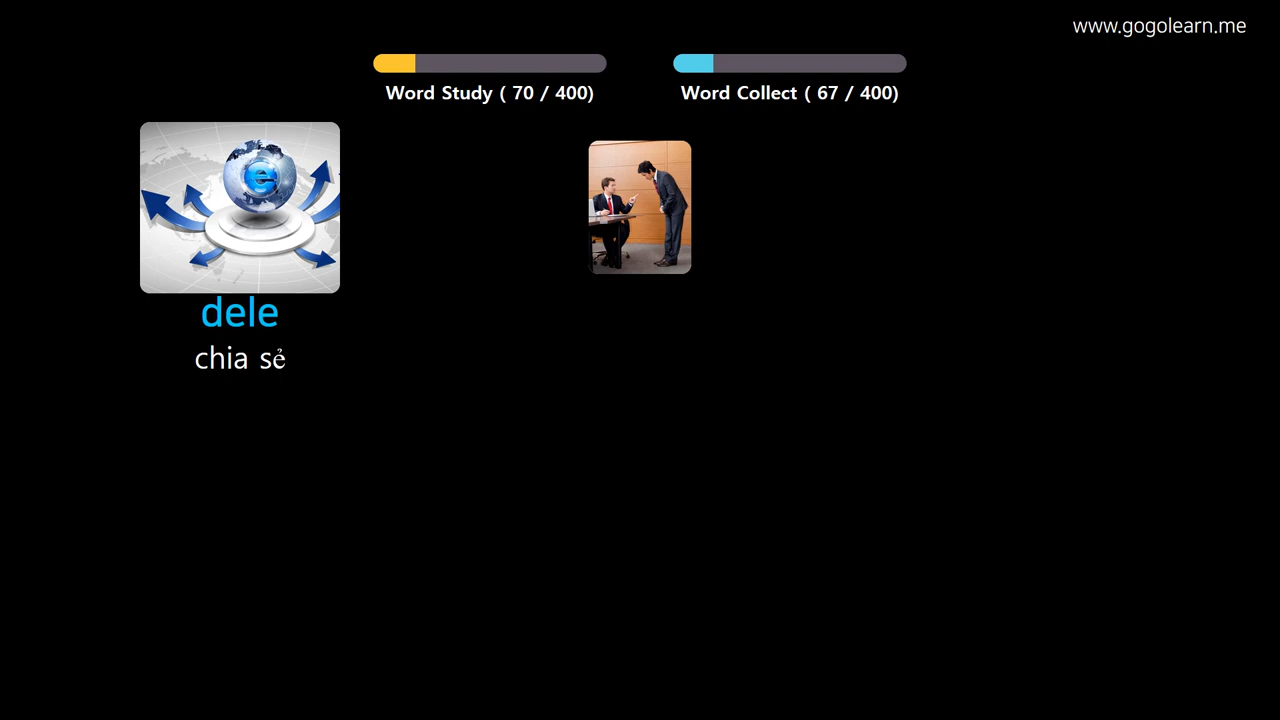 www.gogolearn.me
Word Study ( 70 / 400)
Word Collect ( 67 / 400)
e
dele
chia sẻ